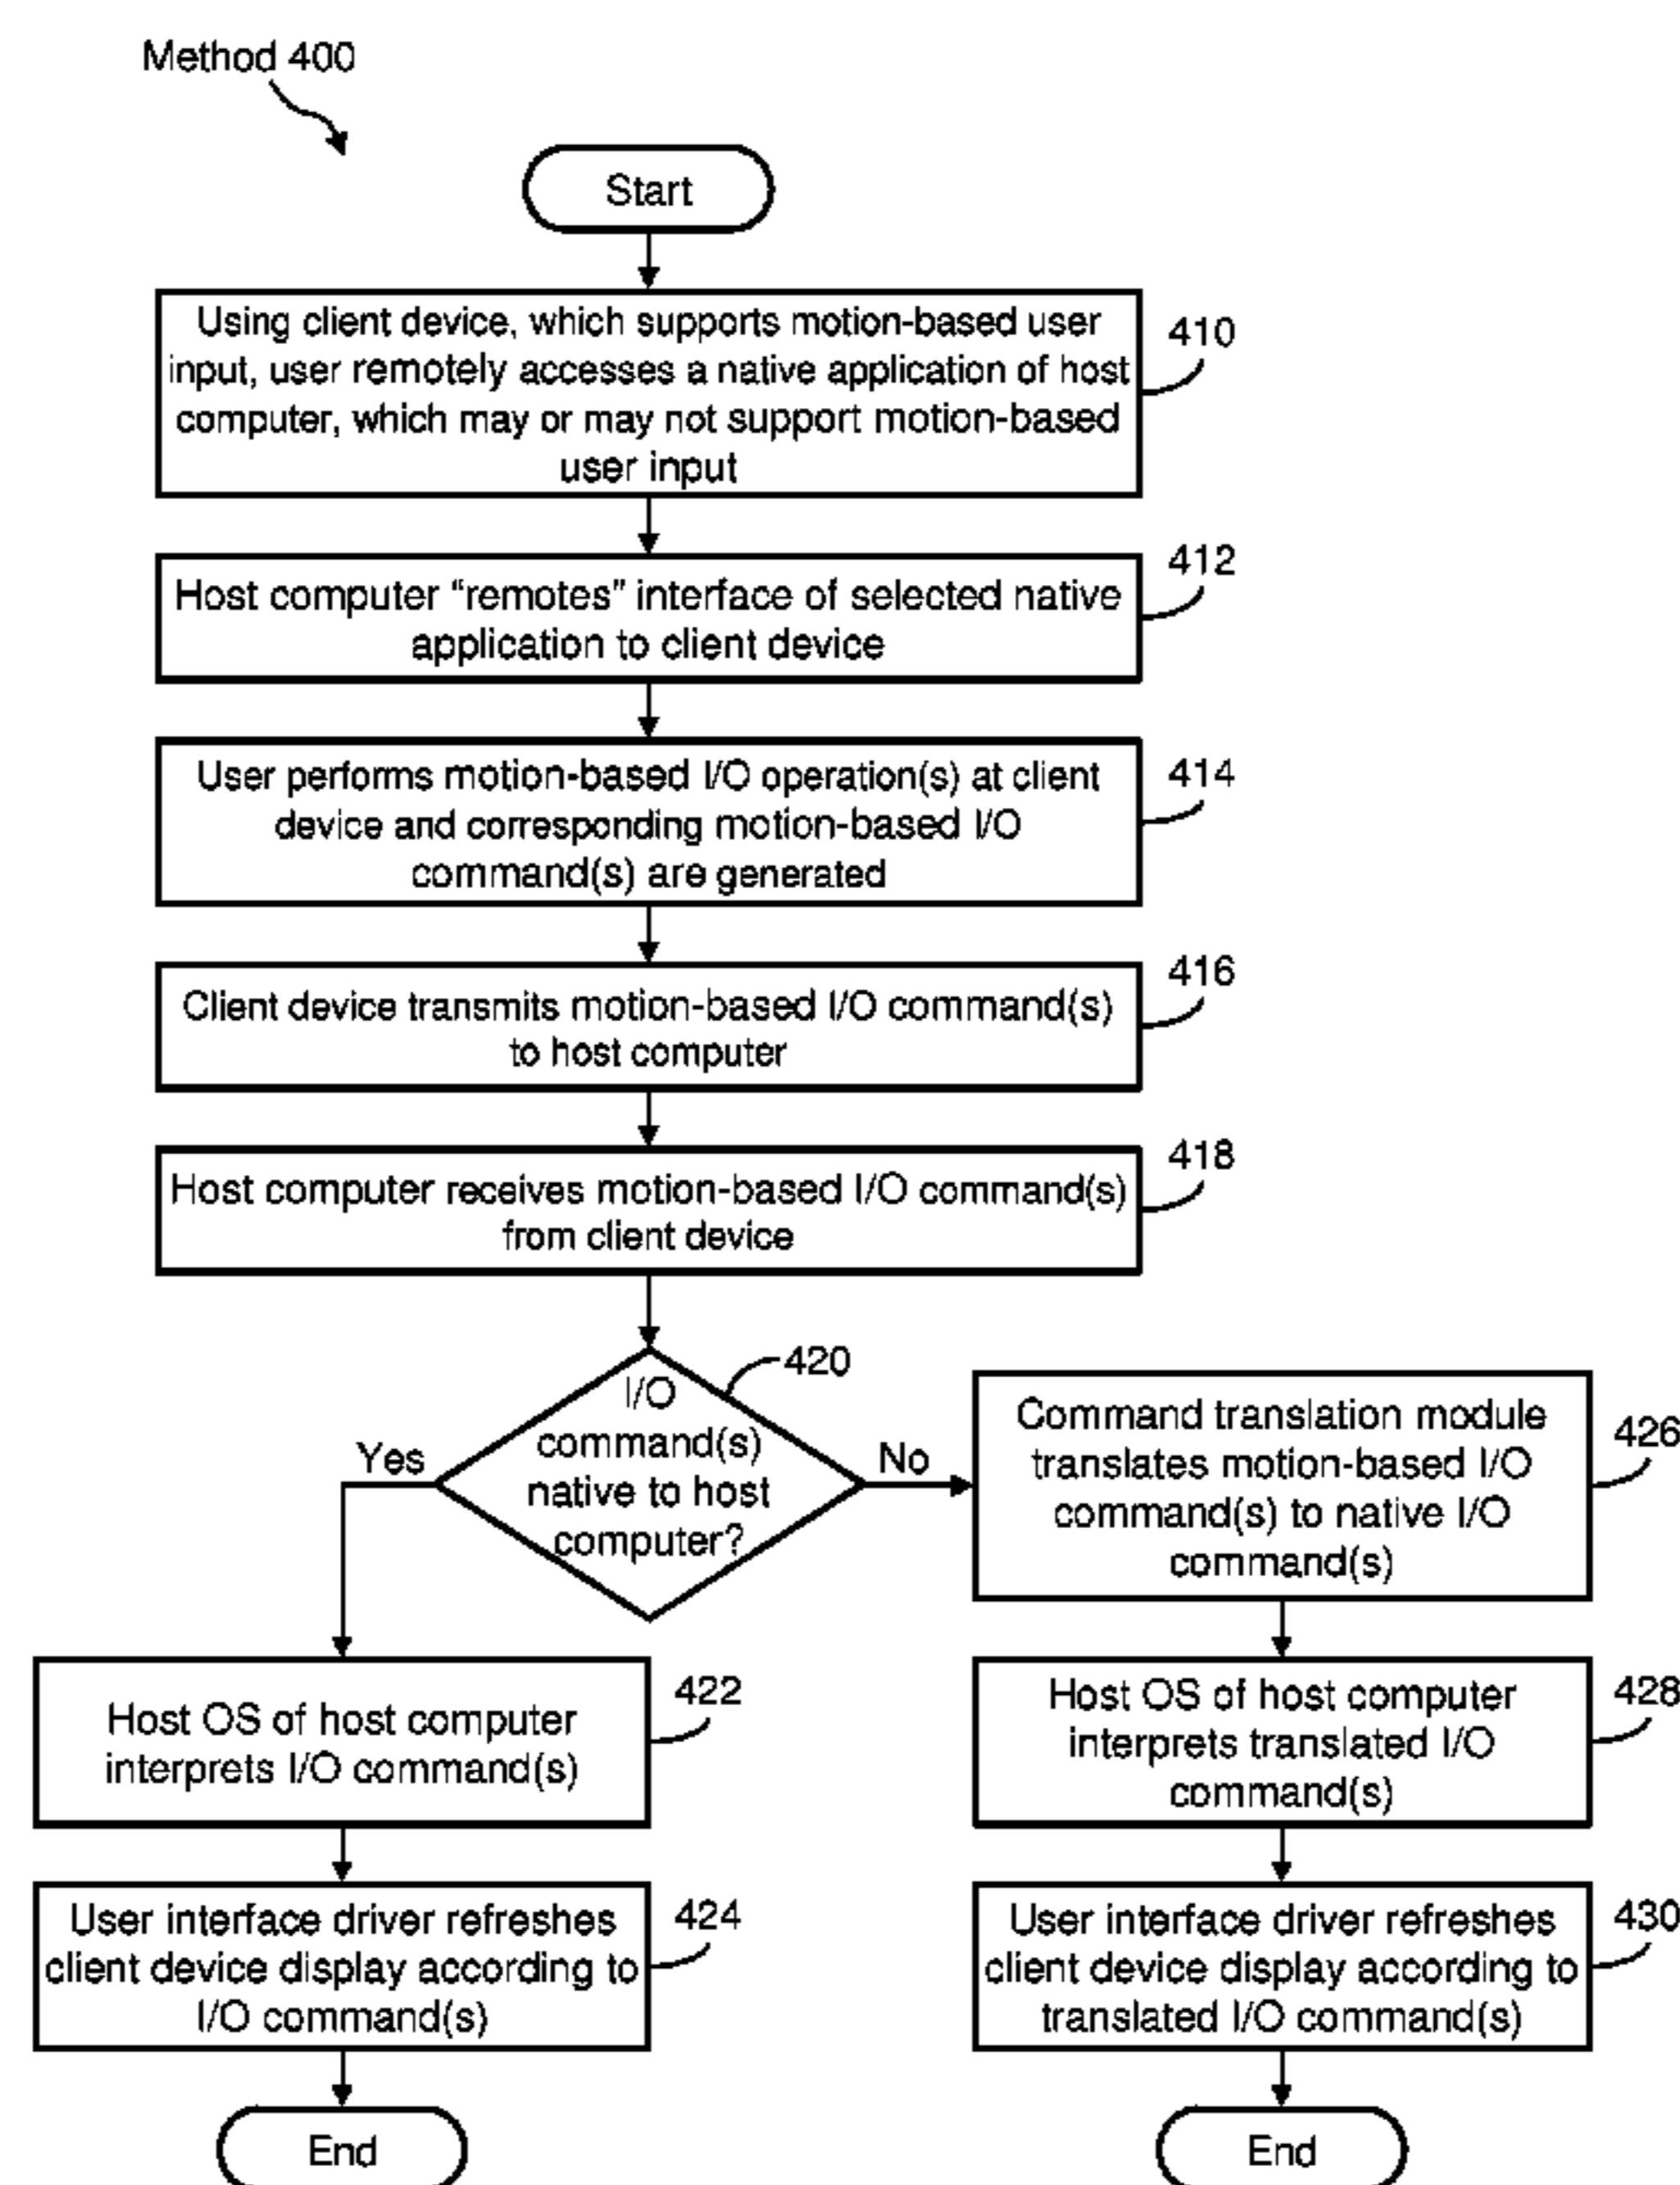 Method 400
Start
Using client device, which supports motion-based user
input, user remotely accesses a native application of host
computer, which may or may not support motion-based
user input
410
Host computer “remotes” interface of selected native
application to client device
412
User performs motion-based I/O operation(s) at client
device and corresponding motion-based I/O
command(s) are generated
414
Client device transmits motion-based I/O command(s)
to host computer
416
Host computer receives motion-based I/O command(s)
from client device
418
I/O
command(s)
native to host
computer?
420
Yes
No
Command translation module
translates motion-based I/O
command(s) to native I/O
command(s)
426
Host OS of host computer
interprets I/O command(s)
422
Host OS of host computer
interprets translated I/O
command(s)
428
User interface driver refreshes
client device display according to
I/O command(s)
424
User interface driver refreshes
client device display according to
translated I/O command(s)
430
End
End